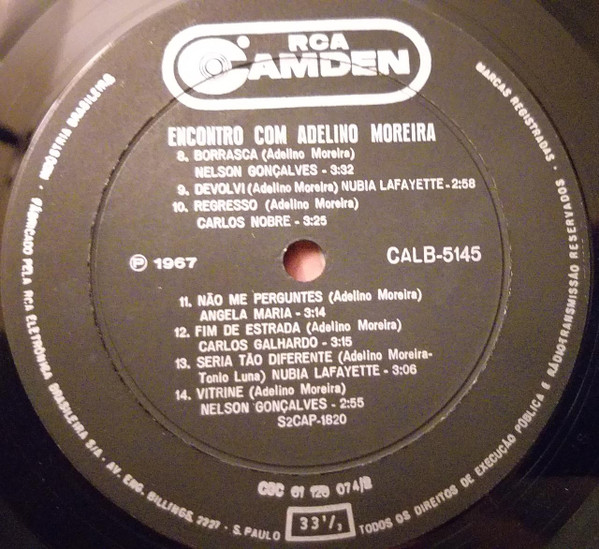 RCA
CAMDEN
ENCONTRO COM ADELINO MOREIRA
8. BORRASCA (Adelino Moreira)
NELSON GONÇALVES - 3:32
9. DEVOLVI (Adelino Moreira) NUBIA LAFAYETTE - 2:58
10. REGRESSO (Adelino Moreira)
CARLOS NOBRE - 3:25
Ⓟ 1967
CALB-5145
11. NÃO ME PERGUNTES (Adelino Moreira)
ANGELA MARIA - 3:14
12. FIM DE ESTRADA (Adelino Moreira)
CARLOS GALHARDO - 3:15
13. SERIA TÃO DIFERENTE (Adelino Moreira-
Tonio Luna) NUBIA LAFAYETTE - 3:06
14. VITRINE (Adelino Moreira)
NELSON GONÇALVES - 2:55
S2CAP-1820
CGC 61 126 074/2
33 1/3
INDÚSTRIA BRASILEIRA · FABRICADO PELA RCA ELETRÔNICA BRASILEIRA S/A - AV. ENG. BILLINGS, 2227 - S. PAULO
MARCAS REGISTRADAS · TODOS OS DIREITOS DE EXECUÇÃO PÚBLICA E RÁDIOTRANSMISSÃO RESERVADOS